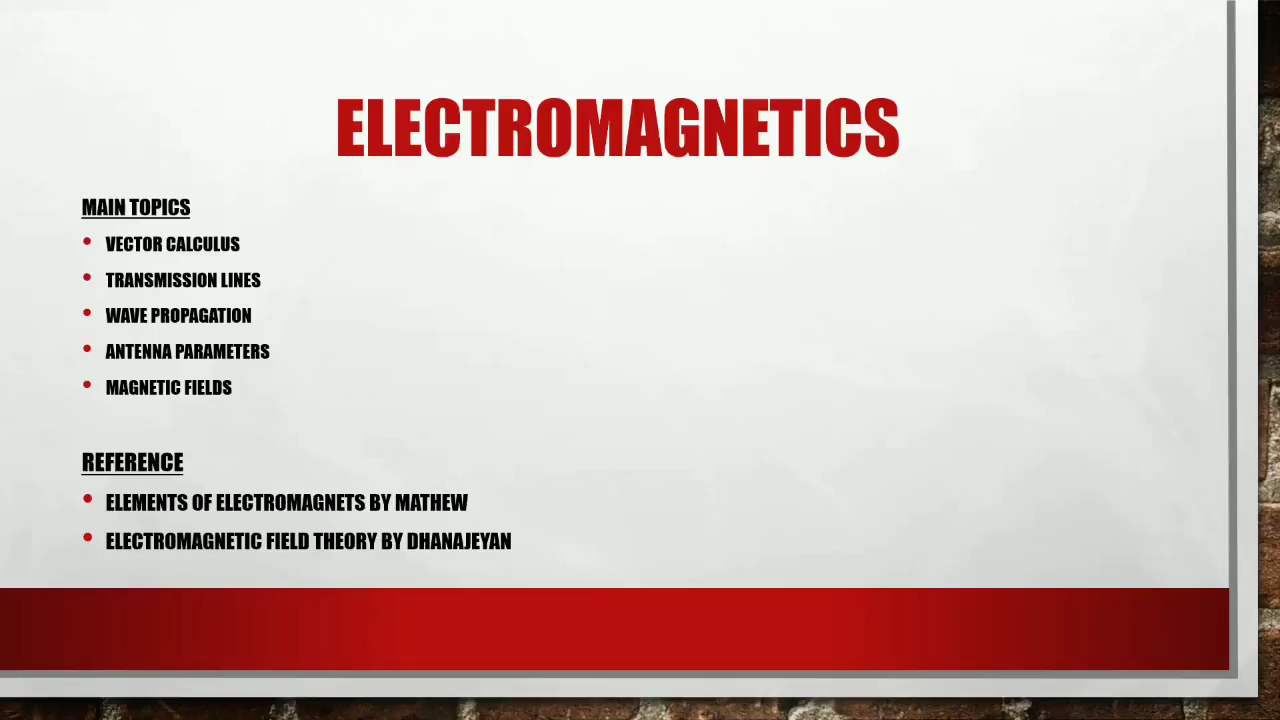 ELECTROMAGNETICS
MAIN TOPICS
• VECTOR CALCULUS
• TRANSMISSION LINES
• WAVE PROPAGATION
• ANTENNA PARAMETERS
• MAGNETIC FIELDS
REFERENCE
• ELEMENTS OF ELECTROMAGNETS BY MATHEW
• ELECTROMAGNETIC FIELD THEORY BY DHANAJEYAN